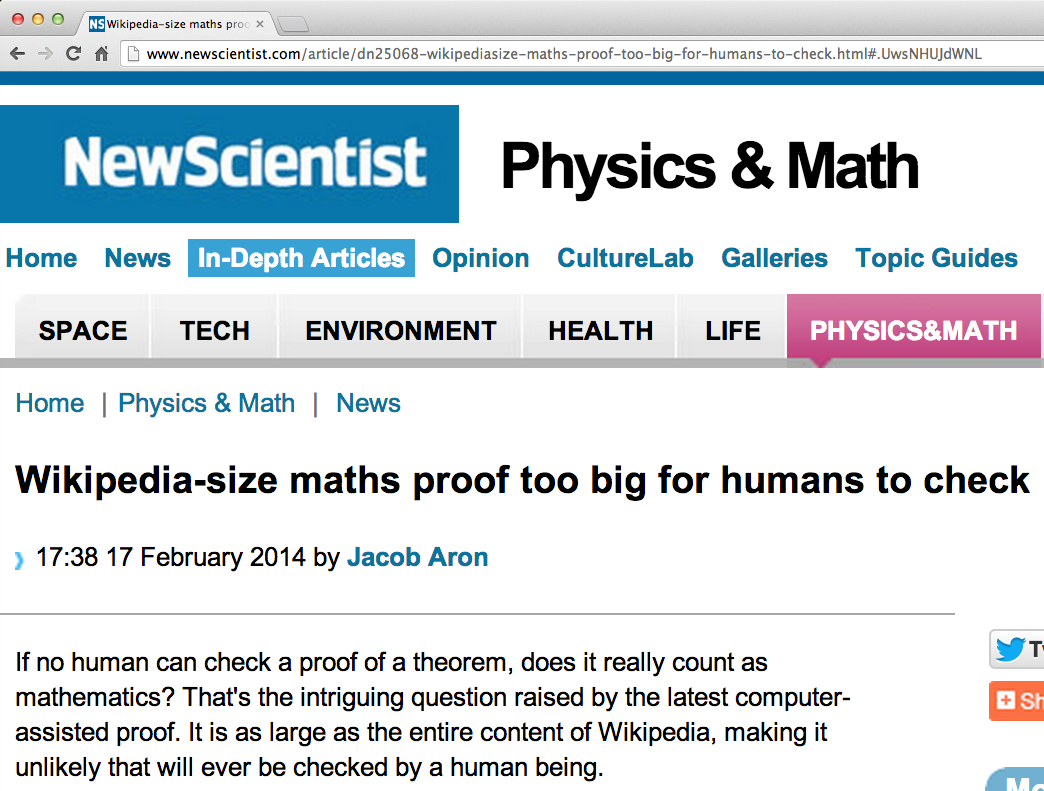 NS Wikipedia-size maths proo
www.newscientist.com/article/dn25068-wikipediasize-maths-proof-too-big-for-humans-to-check.html#.UwsNHUJdWNL
NewScientist Physics & Math
Home News In-Depth Articles Opinion CultureLab Galleries Topic Guides
SPACE TECH ENVIRONMENT HEALTH LIFE PHYSICS&MATH
Home | Physics & Math | News
Wikipedia-size maths proof too big for humans to check
17:38 17 February 2014 by Jacob Aron
If no human can check a proof of a theorem, does it really count as
mathematics? That's the intriguing question raised by the latest computer-
assisted proof. It is as large as the entire content of Wikipedia, making it
unlikely that will ever be checked by a human being.